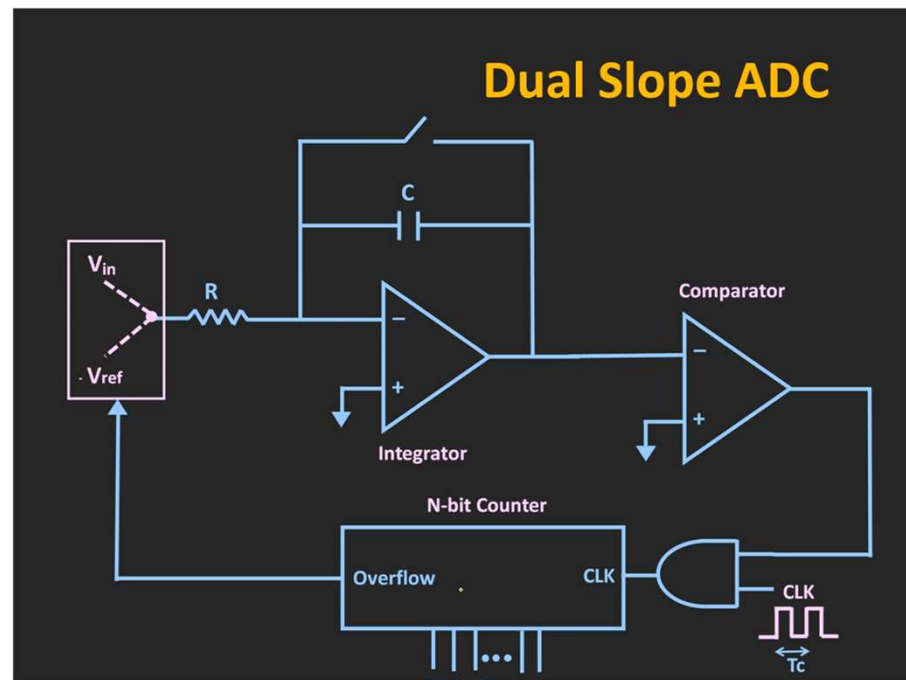 Dual Slope ADC
C
Vin
R
- Vref
−
+
Integrator
Comparator
−
+
N-bit Counter
Overflow
CLK
CLK
Tc